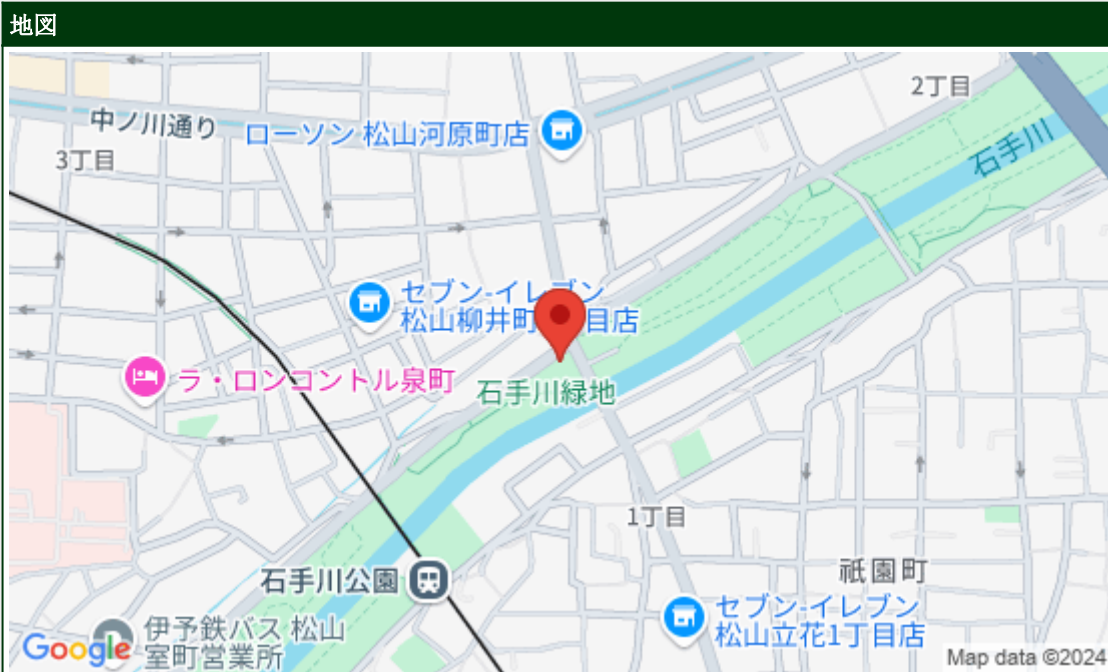 地図
2丁目
中ノ川通り
ローソン 松山河原町店
3丁目
石手川
セブン-イレブン
松山柳井町
目店
ラ・ロンコントル泉町
石手川緑地
1丁目
祇園町
石手川公園
セブン-イレブン
松山立花1丁目店
伊予鉄バス 松山
室町営業所
Google
Map data ©2024